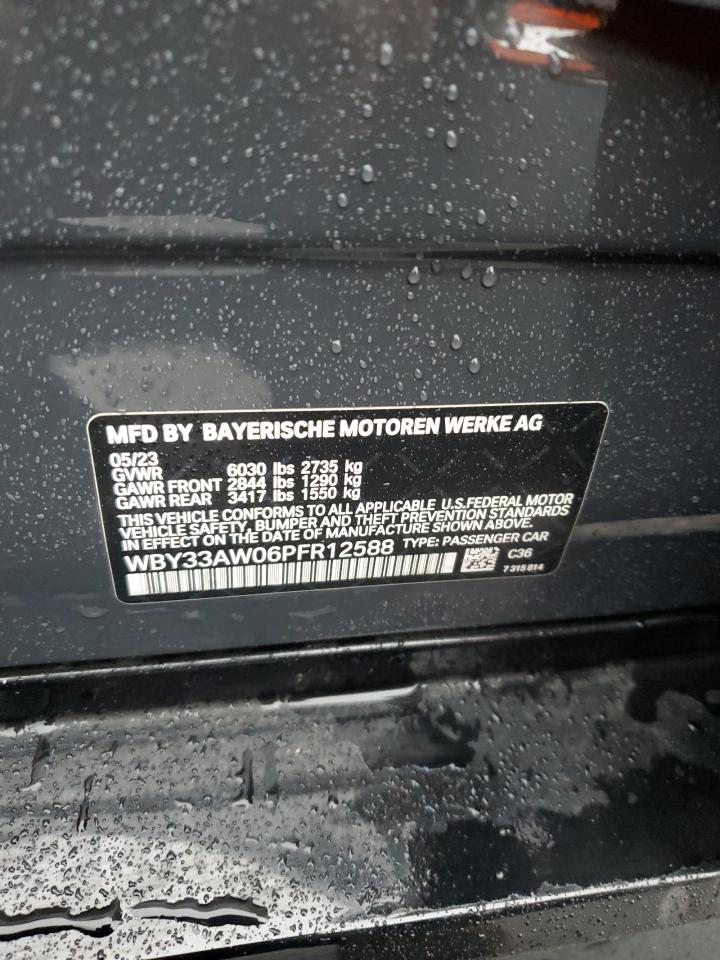 MFD BY BAYERISCHE MOTOREN WERKE AG
05/23
GVWR 6030 lbs 2735 kg
GAWR FRONT 2844 lbs 1290 kg
GAWR REAR 3417 lbs 1550 kg
THIS VEHICLE CONFORMS TO ALL APPLICABLE U.S.FEDERAL MOTOR
VEHICLE SAFETY, BUMPER AND THEFT PREVENTION STANDARDS
IN EFFECT ON THE DATE OF MANUFACTURE SHOWN ABOVE.
WBY33AW06PFR12588 TYPE: PASSENGER CAR
C36
7 315 814